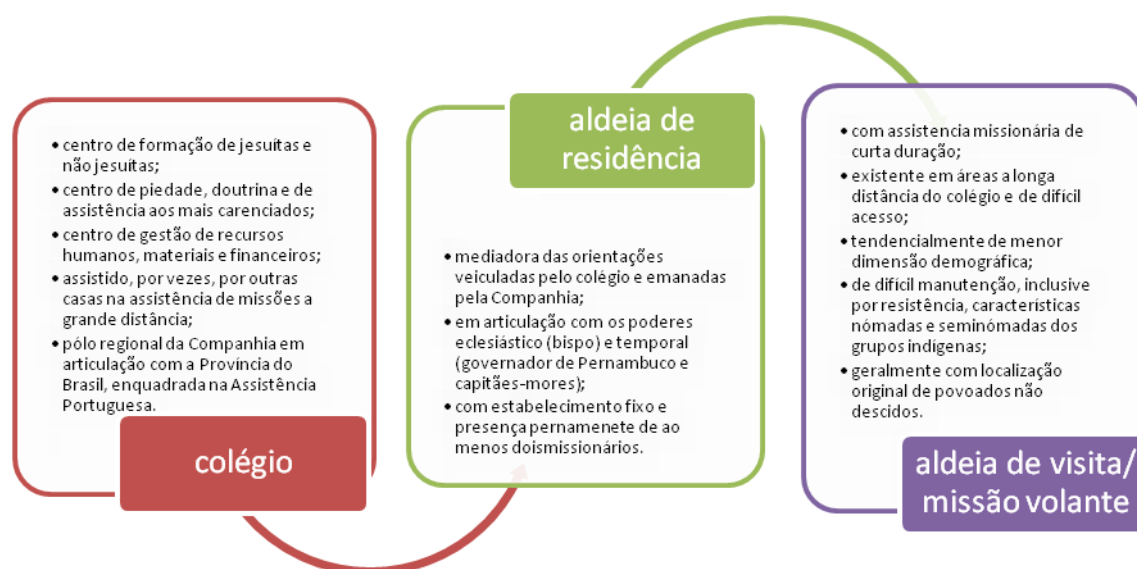 • centro de formação de jesuítas e
não jesuítas;
• centro de piedade, doutrina e de
assistência aos mais carenciados;
• centro de gestão de recursos
humanos, materiais e financeiros;
• assistido, por vezes, por outras
casas na assistência de missões a
grande distância;
• pólo regional da Companhia em
articulação com a Província do
Brasil, enquadrada na Assistência
Portuguesa.
colégio
aldeia de
residência
• mediadora das orientações
veiculadas pelo colégio e emanadas
pela Companhia;
• em articulação com os poderes
eclesiástico (bispo) e temporal
(governador de Pernambuco e
capitães-mores);
• com estabelecimento fixo e
presença pernamenete de ao
menos doismissionários.
• com assistencia missionária de
curta duração;
• existente em áreas a longa
distância do colégio e de difícil
acesso;
• tendencialmente de menor
dimensão demográfica;
• de difícil manutenção, inclusive
por resistência, características
nómadas e seminómadas dos
grupos indígenas;
• geralmente com localização
original de povoados não
descidos.
aldeia de visita/
missão volante